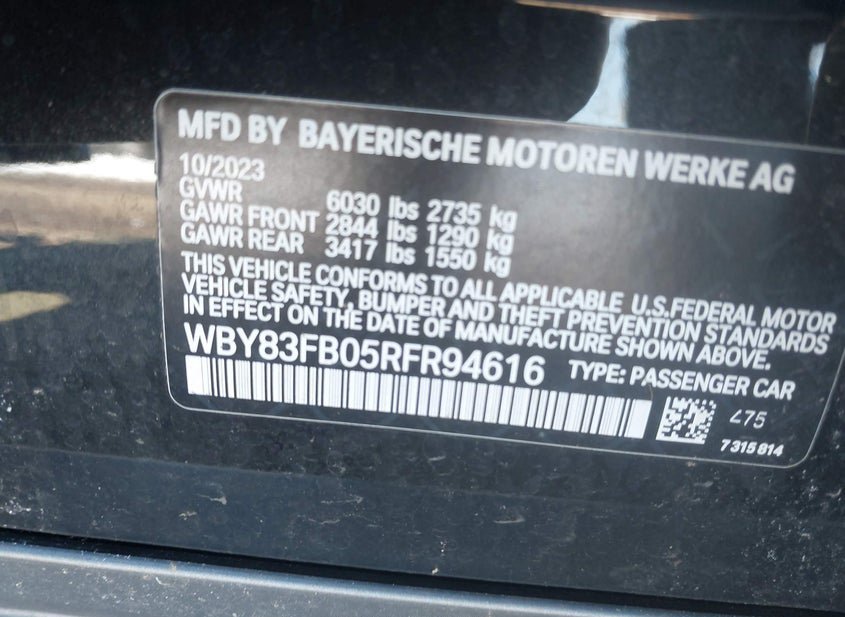 MFD BY BAYERISCHE MOTOREN WERKE AG
10/2023
GVWR 6030 lbs 2735 kg
GAWR FRONT 2844 lbs 1290 kg
GAWR REAR 3417 lbs 1550 kg
THIS VEHICLE CONFORMS TO ALL APPLICABLE U.S.FEDERAL MOTOR
VEHICLE SAFETY, BUMPER AND THEFT PREVENTION STANDARDS
IN EFFECT ON THE DATE OF MANUFACTURE SHOWN ABOVE.
WBY83FB05RFR94616 TYPE: PASSENGER CAR
475
7 315 814